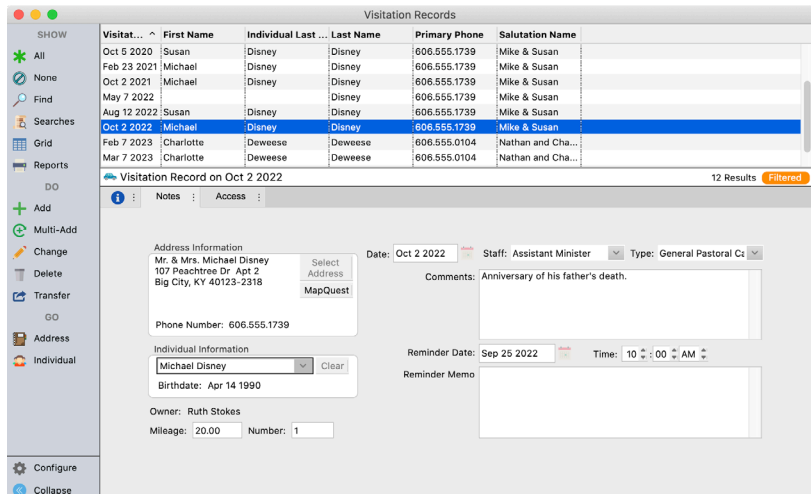 Visitation Records
SHOW
All
None
Find
Searches
Grid
Reports
DO
Add
Multi-Add
Change
Delete
Transfer
GO
Address
Individual
Configure
Collapse
Visitat... ^ First Name Individual Last ... Last Name Primary Phone Salutation Name
Oct 5 2020 Susan Disney Disney 606.555.1739 Mike & Susan
Feb 23 2021 Michael Disney Disney 606.555.1739 Mike & Susan
Oct 2 2021 Michael Disney Disney 606.555.1739 Mike & Susan
May 7 2022 Disney 606.555.1739 Mike & Susan
Aug 12 2022 Susan Disney Disney 606.555.1739 Mike & Susan
Oct 2 2022 Michael Disney Disney 606.555.1739 Mike & Susan
Feb 7 2023 Charlotte Deweese Deweese 606.555.0104 Nathan and Cha...
Mar 7 2023 Charlotte Deweese Deweese 606.555.0104 Nathan and Cha...
Visitation Record on Oct 2 2022 12 Results Filtered
Notes Access
Address Information
Mr. & Mrs. Michael Disney
107 Peachtree Dr Apt 2
Big City, KY 40123-2318
Select
Address
MapQuest
Phone Number: 606.555.1739
Individual Information
Michael Disney Clear
Birthdate: Apr 14 1990
Owner: Ruth Stokes
Mileage: 20.00 Number: 1
Date: Oct 2 2022 Staff: Assistant Minister Type: General Pastoral Ca
Comments: Anniversary of his father's death.
Reminder Date: Sep 25 2022 Time: 10 : 00 AM
Reminder Memo